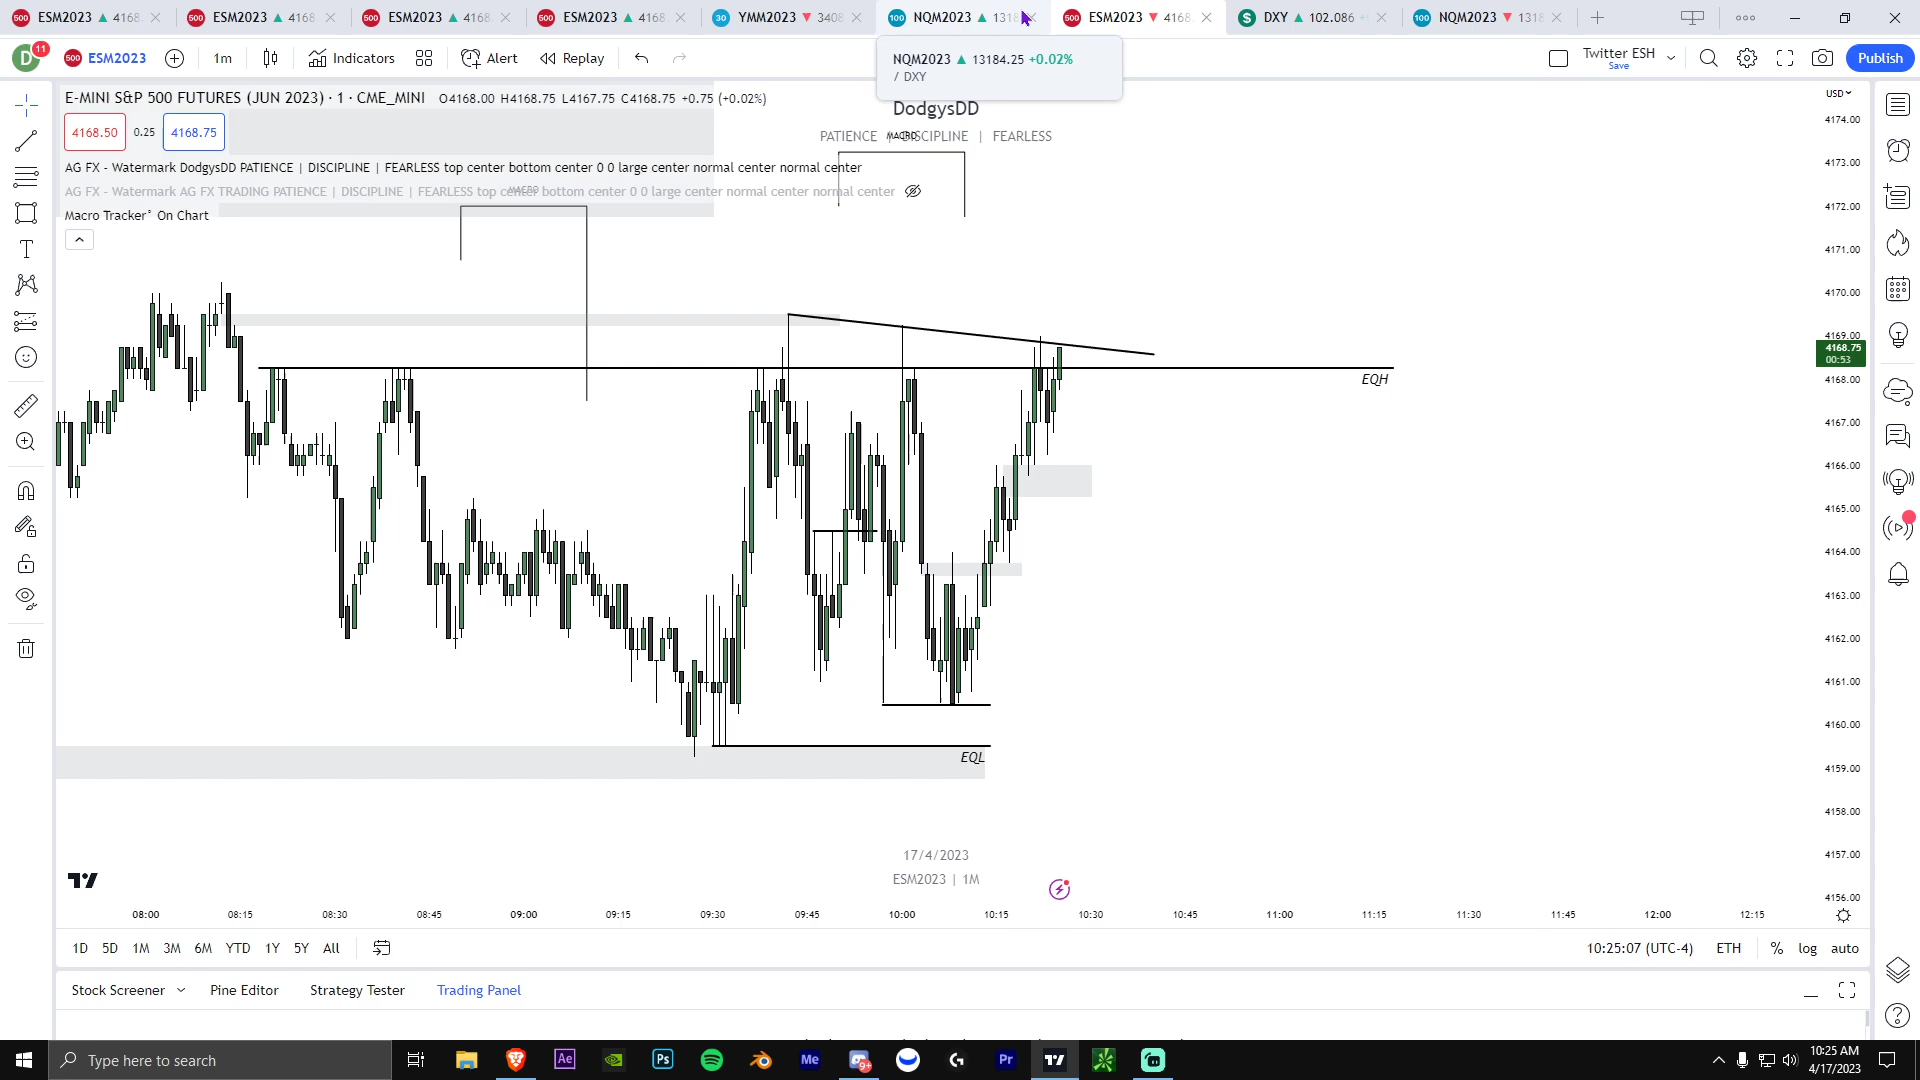 ESM2023 ▲ 4168 ESM2023 ▲ 4168 ESM2023 ▲ 4168 ESM2023 ▲ 4168 YMM2023 ▼ 3408 NQM2023 ▲ 1318 ESM2023 ▼ 4168 DXY ▲ 102.086 NQM2023 ▼ 1318
D 11 500 ESM2023 1m Indicators Alert Replay Twitter ESH Save Publish
NQM2023 ▲ 13184.25 +0.02%
/ DXY
E-MINI S&P 500 FUTURES (JUN 2023) · 1 · CME_MINI O4168.00 H4168.75 L4167.75 C4168.75 +0.75 (+0.02%)
DodgysDD
PATIENCE | DISCIPLINE | FEARLESS
MACRO
4168.50 0.25 4168.75
AG FX - Watermark DodgysDD PATIENCE | DISCIPLINE | FEARLESS top center bottom center 0 0 large center normal center normal center
AG FX - Watermark AG FX TRADING PATIENCE | DISCIPLINE | FEARLESS top center bottom center 0 0 large center normal center normal center
MACRO
Macro Tracker° On Chart
USD
4174.00
4173.00
4172.00
4171.00
4170.00
4169.00
4168.75
00:53
4168.00
4167.00
4166.00
4165.00
4164.00
4163.00
4162.00
4161.00
4160.00
4159.00
4158.00
4157.00
4156.00
EQH
EQL
17/4/2023
ESM2023 | 1M
08:00 08:15 08:30 08:45 09:00 09:15 09:30 09:45 10:00 10:15 10:30 10:45 11:00 11:15 11:30 11:45 12:00 12:15
1D 5D 1M 3M 6M YTD 1Y 5Y All 10:25:07 (UTC-4) ETH % log auto
Stock Screener Pine Editor Strategy Tester Trading Panel
Type here to search
Ae Ps Me 9+ Pr
10:25 AM
4/17/2023